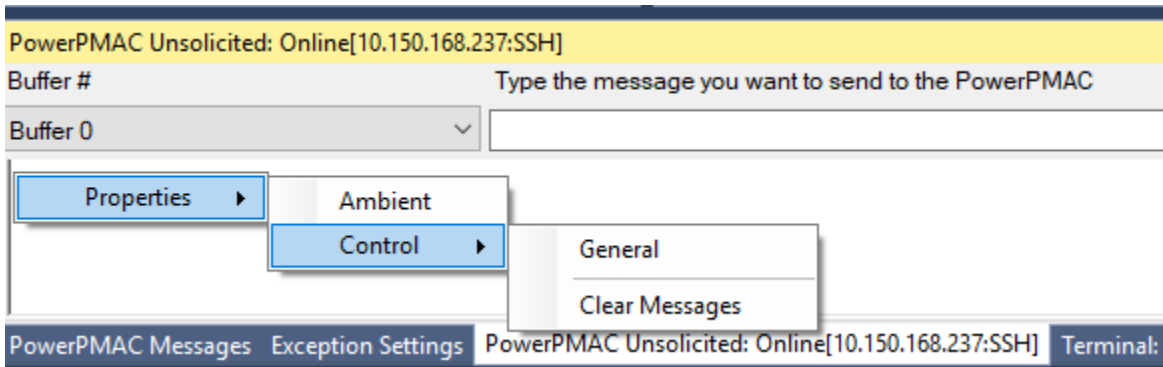 PowerPMAC Unsolicited: Online[10.150.168.237:SSH]
Buffer #
Type the message you want to send to the PowerPMAC
Buffer 0
Properties
Ambient
Control
General
Clear Messages
PowerPMAC Messages
Exception Settings
PowerPMAC Unsolicited: Online[10.150.168.237:SSH]
Terminal: